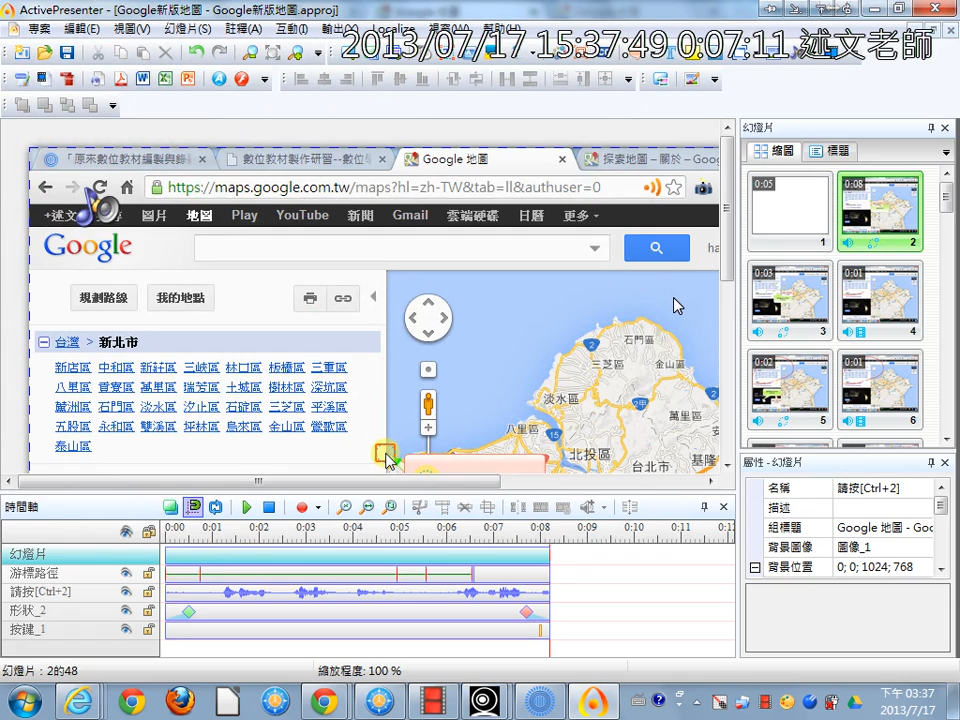 ActivePresenter - [Google新版地圖 - Google新版地圖.approj]
專案 編輯(E) 視圖(V) 幻燈片(S) 註釋(A) 互動(I)
2013/07/17 15:37:49 0:07:11 述文老師
數位教材製作研習--數位學
Google 地圖
探索地圖 – 關於 – Goog
https://maps.google.com.tw/maps?hl=zh-TW&tab=ll&authuser=0
圖片 地圖 Play YouTube 新聞 Gmail 雲端硬碟 日曆 更多
Google
規劃路線 我的地點
台灣 > 新北市
新店區 中和區 新莊區 三峽區 林口區 板橋區 三重區
八里區 貢寮區 萬里區 瑞芳區 土城區 樹林區 深坑區
蘆洲區 石門區 淡水區 汐止區 石碇區 三芝區 平溪區
五股區 永和區 雙溪區 坪林區 烏來區 金山區 鶯歌區
泰山區
石門區
2
三芝區 金山區
淡水區 2甲 2
萬里區
八里區 15
北投區
台北市 基隆
幻燈片
縮圖 標題
0:05 1 0:08 2
0:03 3 0:01 4
0:02 5 0:01 6
屬性 - 幻燈片
名稱 請按[Ctrl+2]
描述
組標題 Google 地圖 - Goo
背景圖像 圖像_1
背景位置 0; 0; 1024; 768
時間軸
0:00 0:01 0:02 0:03 0:04 0:05 0:06 0:07 0:08 0:09 0:10 0:11
幻燈片
游標路徑
請按[Ctrl+2]
形狀_2
按鍵_1
幻燈片：2的48
縮放程度: 100 %
下午 03:37
2013/7/17